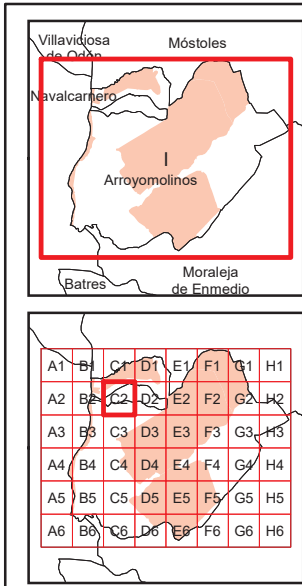 Villaviciosa
de Odón
Móstoles
Navalcarnero
I
Arroyomolinos
Batres
Moraleja
de Enmedio
A1 B1 C1 D1 E1 F1 G1 H1
A2 B2 C2 D2 E2 F2 G2 H2
A3 B3 C3 D3 E3 F3 G3 H3
A4 B4 C4 D4 E4 F4 G4 H4
A5 B5 C5 D5 E5 F5 G5 H5
A6 B6 C6 D6 E6 F6 G6 H6